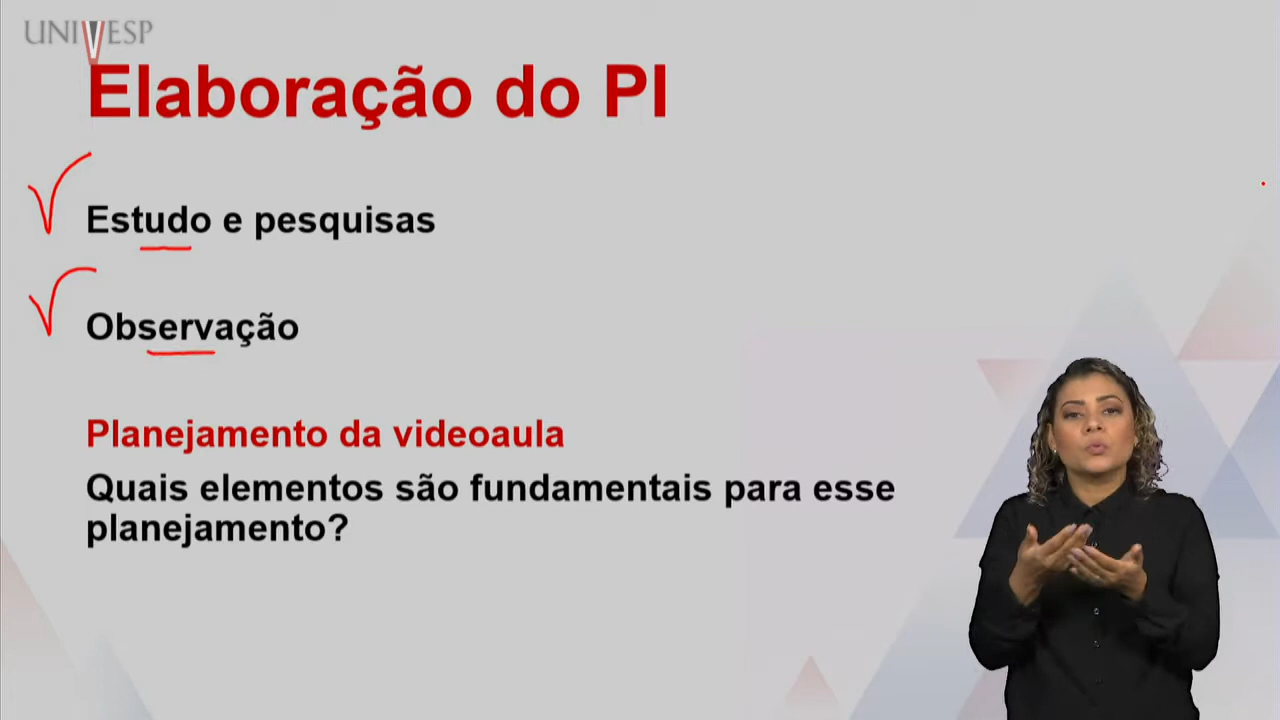 UNIVESP
Elaboração do PI
Estudo e pesquisas
Observação
Planejamento da videoaula
Quais elementos são fundamentais para esse
planejamento?